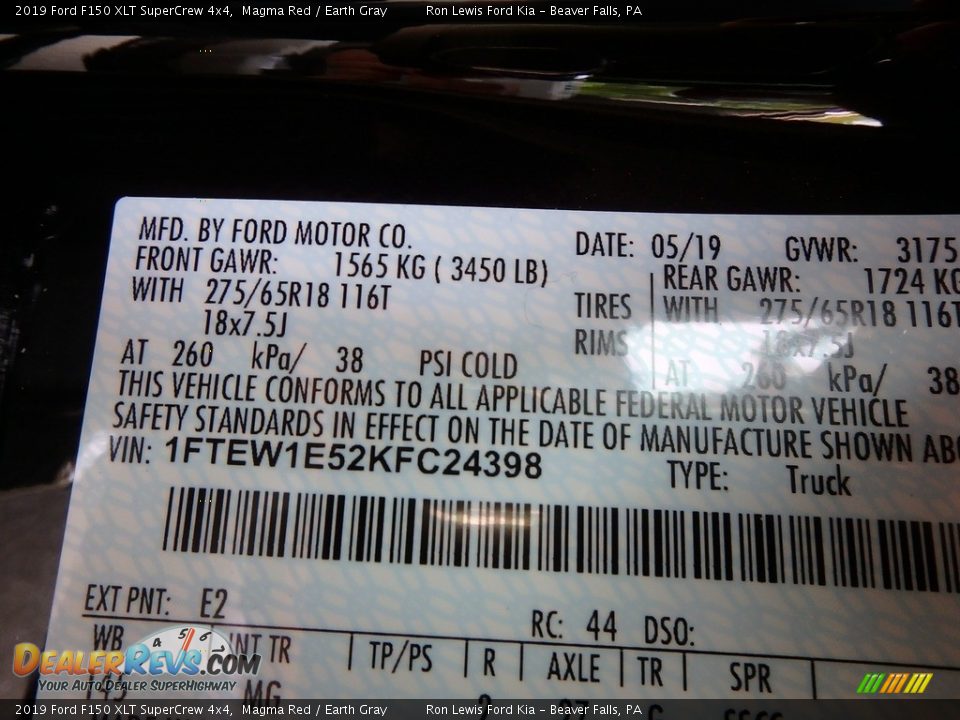 2019 Ford F150 XLT SuperCrew 4x4, Magma Red / Earth Gray Ron Lewis Ford Kia – Beaver Falls, PA
MFD. BY FORD MOTOR CO.
DATE: 05/19 GVWR: 3175
FRONT GAWR: 1565 KG ( 3450 LB)
REAR GAWR: 1724 KG
WITH 275/65R18 116T
TIRES WITH 275/65R18 116T
18x7.5J
RIMS 18x7.5J
AT 260 kPa/ 38 PSI COLD
AT 260 kPa/ 38
THIS VEHICLE CONFORMS TO ALL APPLICABLE FEDERAL MOTOR VEHICLE
SAFETY STANDARDS IN EFFECT ON THE DATE OF MANUFACTURE SHOWN ABO
VIN: 1FTEW1E52KFC24398
TYPE: Truck
EXT PNT: E2
RC: 44 DSO:
WB INT TR TP/PS R AXLE TR SPR
MG
DEALERREVS.COM
YOUR AUTO DEALER SUPERHIGHWAY
2019 Ford F150 XLT SuperCrew 4x4, Magma Red / Earth Gray Ron Lewis Ford Kia – Beaver Falls, PA